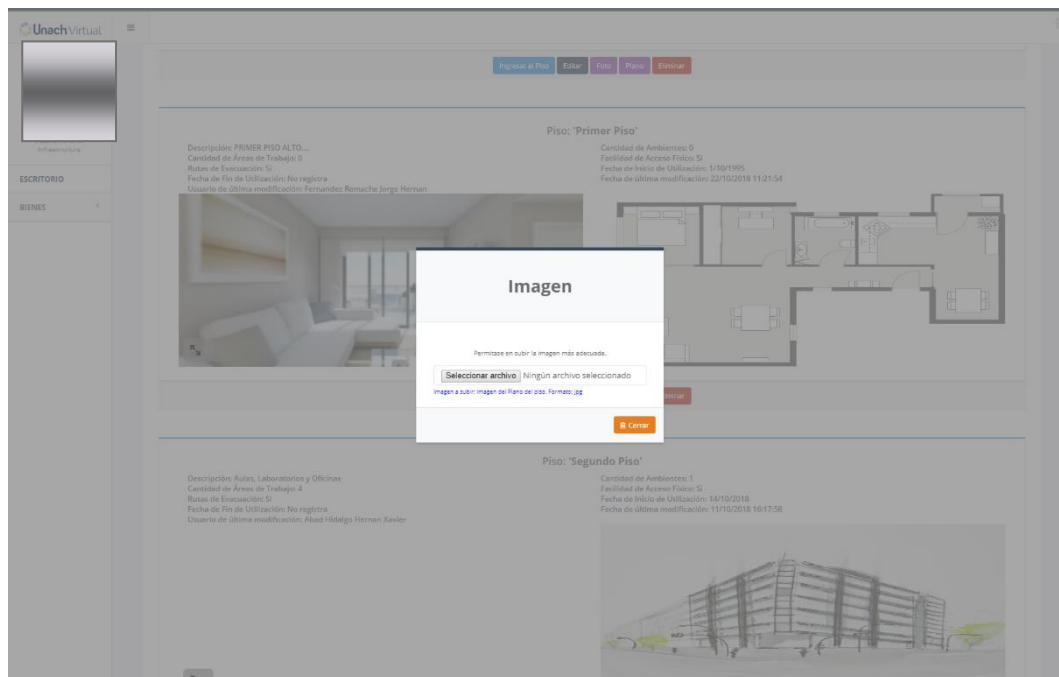 Unach Virtual
Ingresar al Piso Editar Foto Plano Eliminar
Infraestructura
ESCRITORIO
BIENES
Piso: 'Primer Piso'
Descripción: PRIMER PISO ALTO....
Cantidad de Áreas de Trabajo: 0
Rutas de Evacuación: Si
Fecha de Fin de Utilización: No registra
Usuario de última modificación: Fernandez Remache Jorge Hernan
Cantidad de Ambientes: 0
Facilidad de Acceso Físico: Si
Fecha de Inicio de Utilización: 1/10/1995
Fecha de última modificación: 22/10/2018 11:21:54
Imagen
Permitase en subir la imagen más adecuada.
Seleccionar archivo Ningún archivo seleccionado
Imagen a subir: Imagen del Plano del piso. Formato: jpg
Cerrar
Eliminar
Piso: 'Segundo Piso'
Descripción: Aulas, Laboratorios y Oficinas
Cantidad de Áreas de Trabajo: 4
Rutas de Evacuación: Si
Fecha de Fin de Utilización: No registra
Usuario de última modificación: Abad Hidalgo Hernan Xavier
Cantidad de Ambientes: 1
Facilidad de Acceso Físico: Si
Fecha de Inicio de Utilización: 14/10/2018
Fecha de última modificación: 11/10/2018 16:17:58